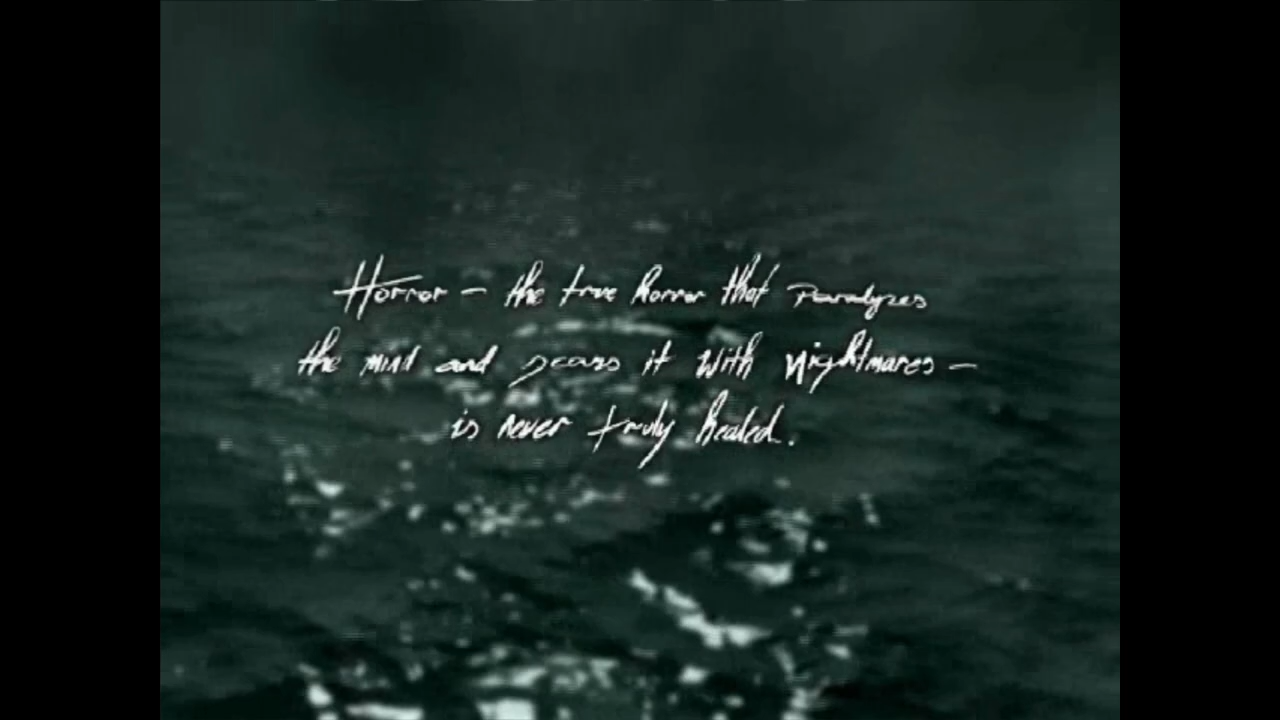 Horror - the true horror that paralyzes
the mind and scars it with nightmares -
is never truly healed.